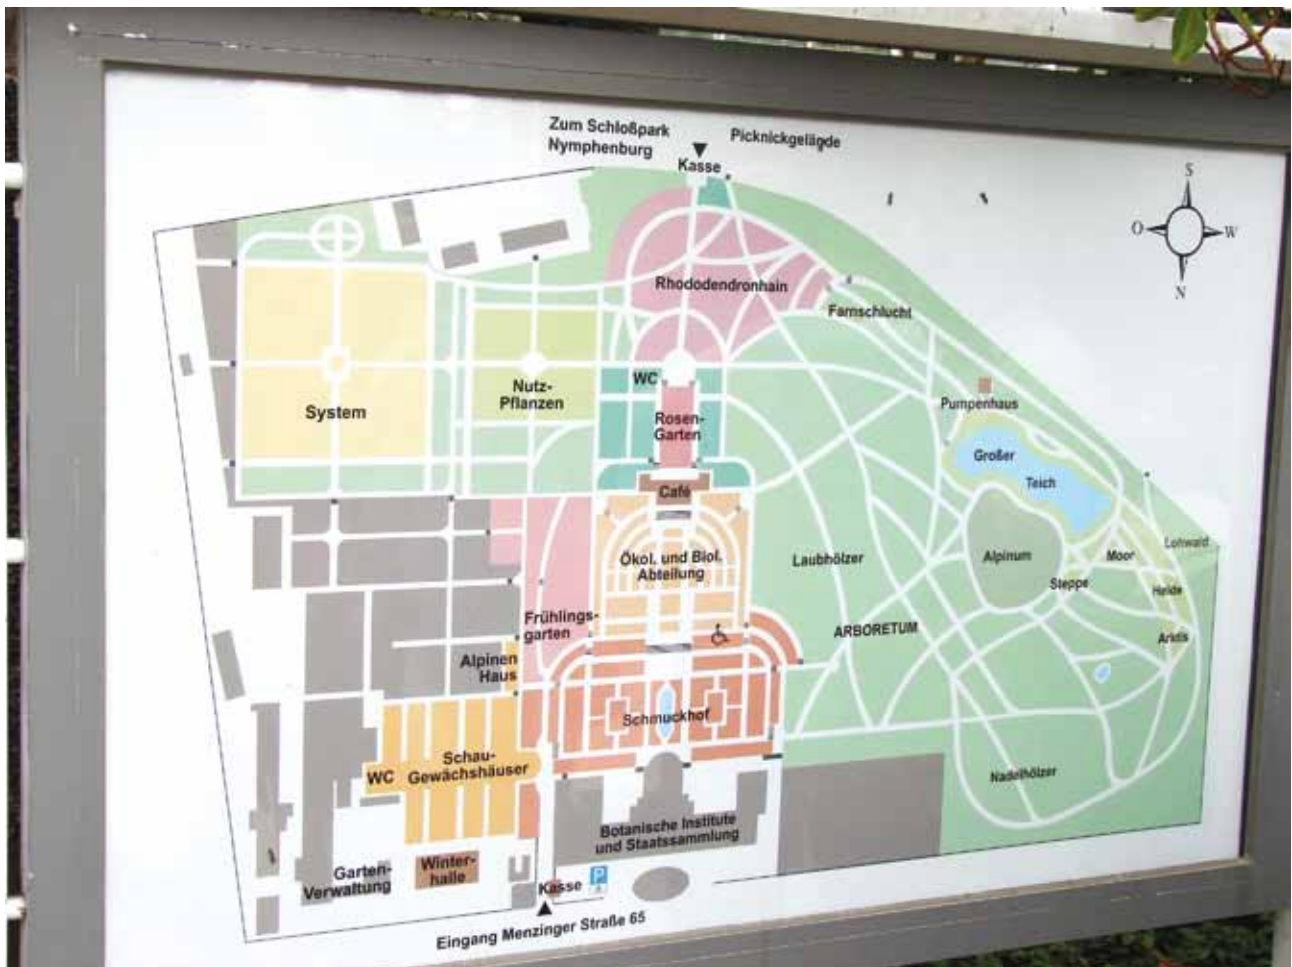 Zum Schloßpark
Nymphenburg
Picknickgelände
Kasse
S
O
W
N
Rhododendronhain
Farnschlucht
WC
Nutz-
Pflanzen
System
Rosen-
Garten
Pumpenhaus
Großer
Teich
Café
Ökol. und Biol.
Abteilung
Laubhölzer
Alpinum
Moor
Lohwald
Steppe
Heide
Frühlings-
garten
ARBORETUM
Arktis
Alpinen
Haus
Schmuckhof
Schau-
Gewächshäuser
WC
Nadelhölzer
Botanische Institute
und Staatssammlung
Garten-
Verwaltung
Winter-
halle
Kasse
P
Eingang Menzinger Straße 65